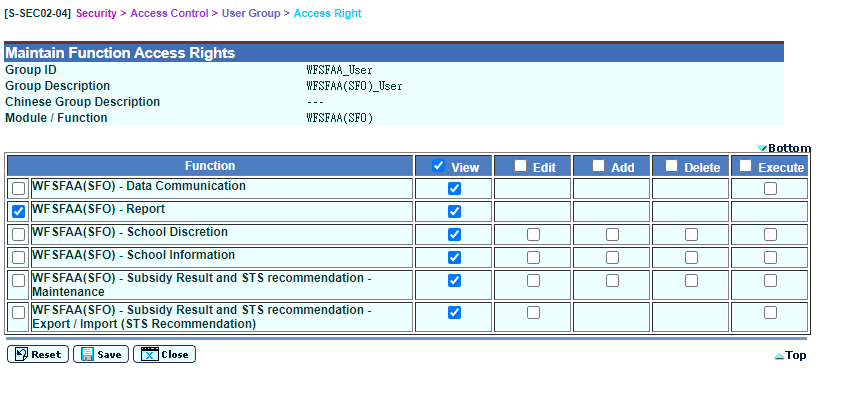 [S-SEC02-04] Security > Access Control > User Group > Access Right
Maintain Function Access Rights
Group ID WFSFAA_User
Group Description WFSFAA(SFO)_User
Chinese Group Description ---
Module / Function WFSFAA(SFO)
Bottom
Function View Edit Add Delete Execute
WFSFAA(SFO) - Data Communication
WFSFAA(SFO) - Report
WFSFAA(SFO) - School Discretion
WFSFAA(SFO) - School Information
WFSFAA(SFO) - Subsidy Result and STS recommendation -
Maintenance
WFSFAA(SFO) - Subsidy Result and STS recommendation -
Export / Import (STS Recommendation)
Reset Save Close
Top